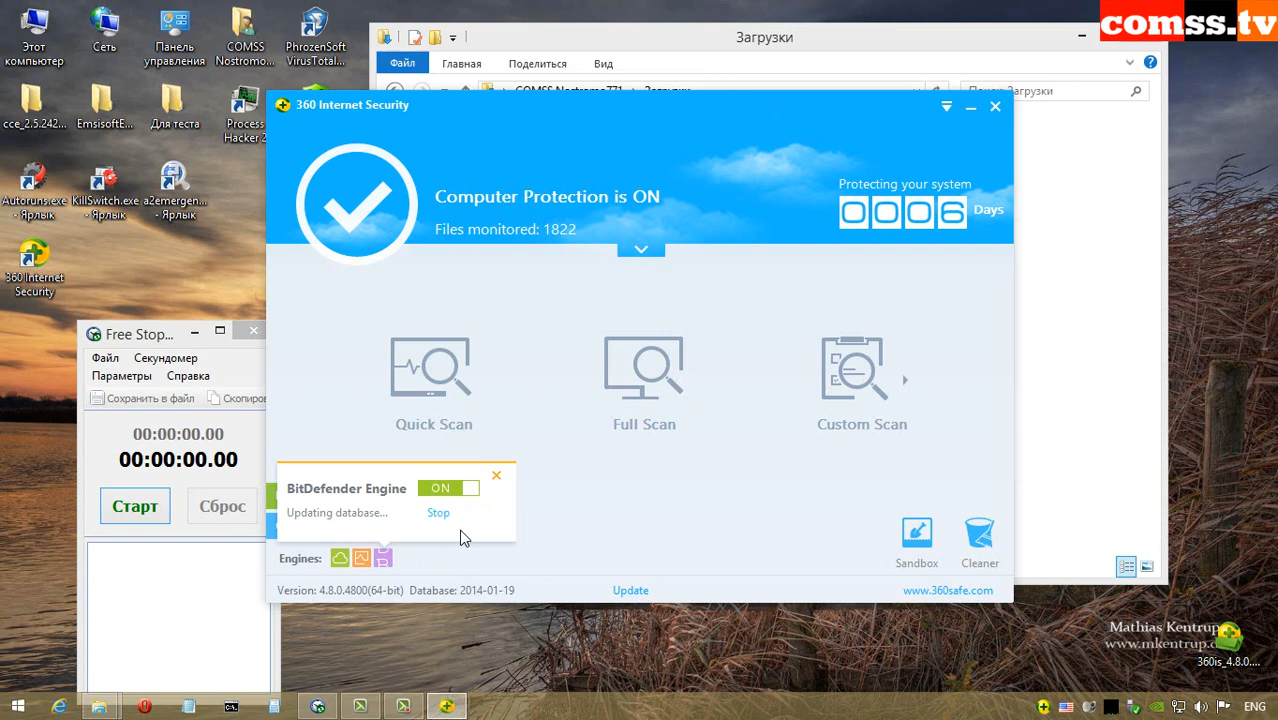 comss.tv
Этот
компьютер
Сеть
Панель
управления
COMSS
Nostromo...
PhrozenSoft
VirusTotal...
cce_2.5.242...
EmsisoftE...
Для теста
Process
Hacker 2
Autoruns.exe
- Ярлык
KillSwitch.exe
- Ярлык
a2emergen...
- Ярлык
360 Internet
Security
Загрузки
Файл
Главная
Поделиться
Вид
360 Internet Security
Computer Protection is ON
Files monitored: 1822
Protecting your system
0006 Days
Quick Scan
Full Scan
Custom Scan
BitDefender Engine
ON
Updating database...
Stop
Engines:
Sandbox
Cleaner
Version: 4.8.0.4800(64-bit) Database: 2014-01-19
Update
www.360safe.com
Free Stop...
Файл
Секундомер
Параметры
Справка
Сохранить в файл
Скопиров
00:00:00.00
00:00:00.00
Старт
Сброс
Mathias Kentrup
www.mkentrup.d
360is_4.8.0....
ENG